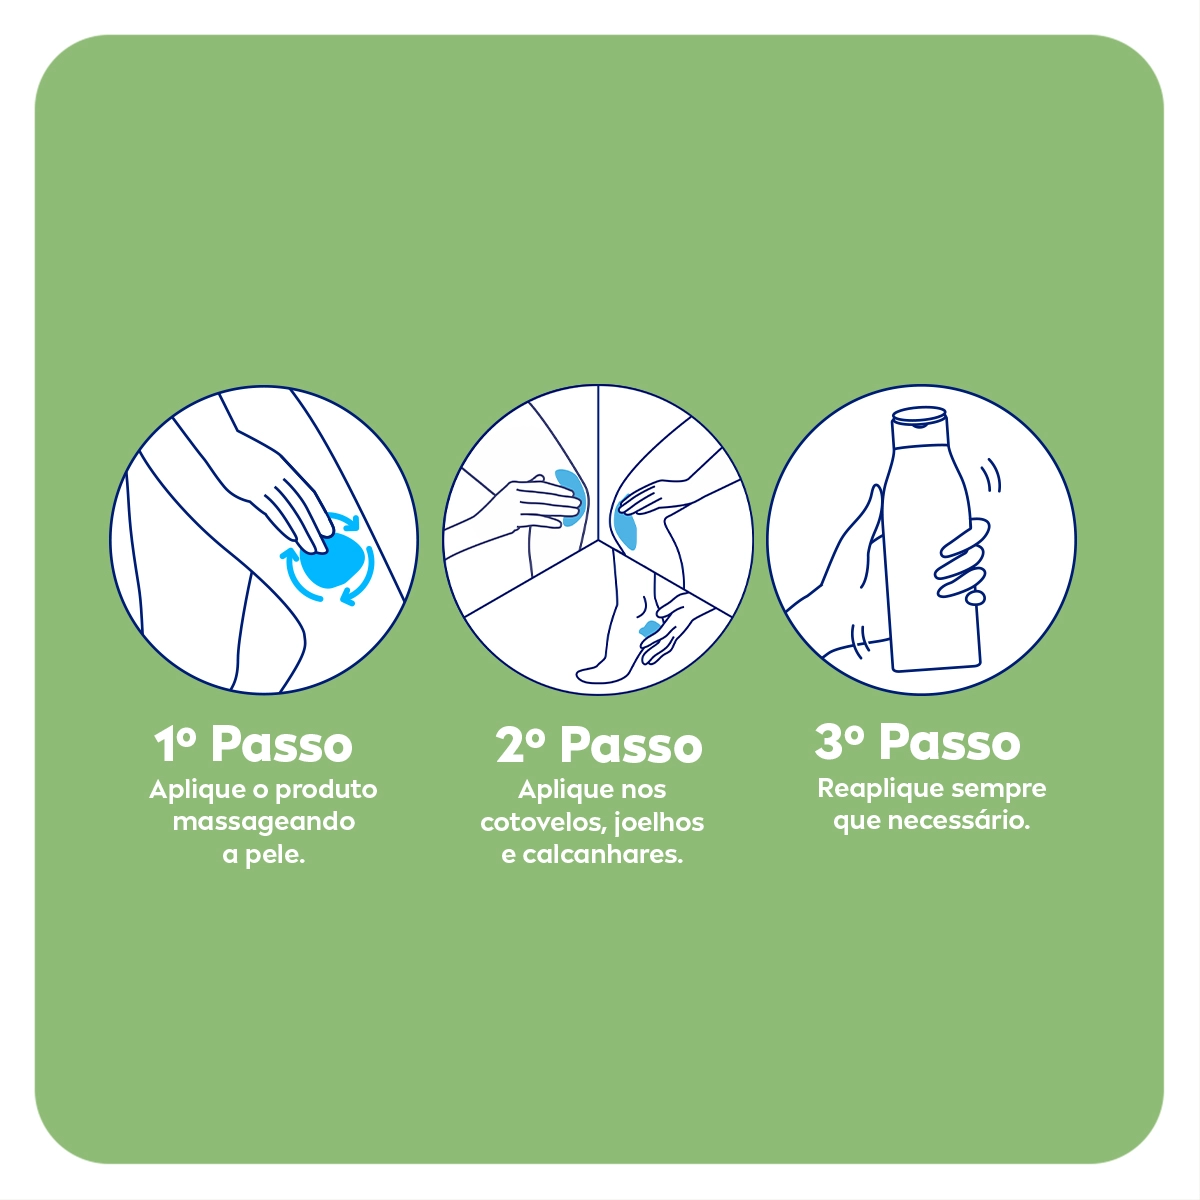 1º Passo
Aplique o produto
massageando
a pele.
2º Passo
Aplique nos
cotovelos, joelhos
e calcanhares.
3º Passo
Reaplique sempre
que necessário.